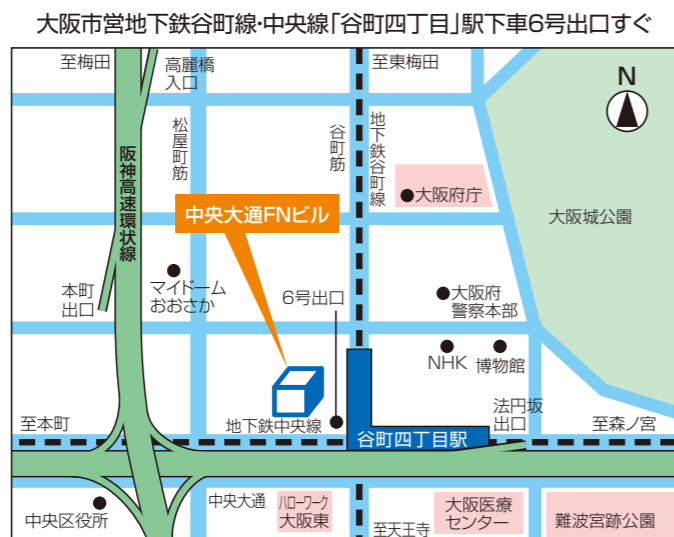 大阪市営地下鉄谷町線・中央線「谷町四丁目」駅下車6号出口すぐ
至梅田
高麗橋
入口
至東梅田
N
松屋町筋
谷町筋
地下鉄谷町線
阪神高速環状線
大阪府庁
中央大通FNビル
大阪城公園
本町
出口
マイドーム
おおさか
6号出口
大阪府
警察本部
NHK
博物館
法円坂
出口
至本町
地下鉄中央線
谷町四丁目駅
至森ノ宮
中央区役所
中央大通
ハローワーク
大阪東
至天王寺
大阪医療
センター
難波宮跡公園